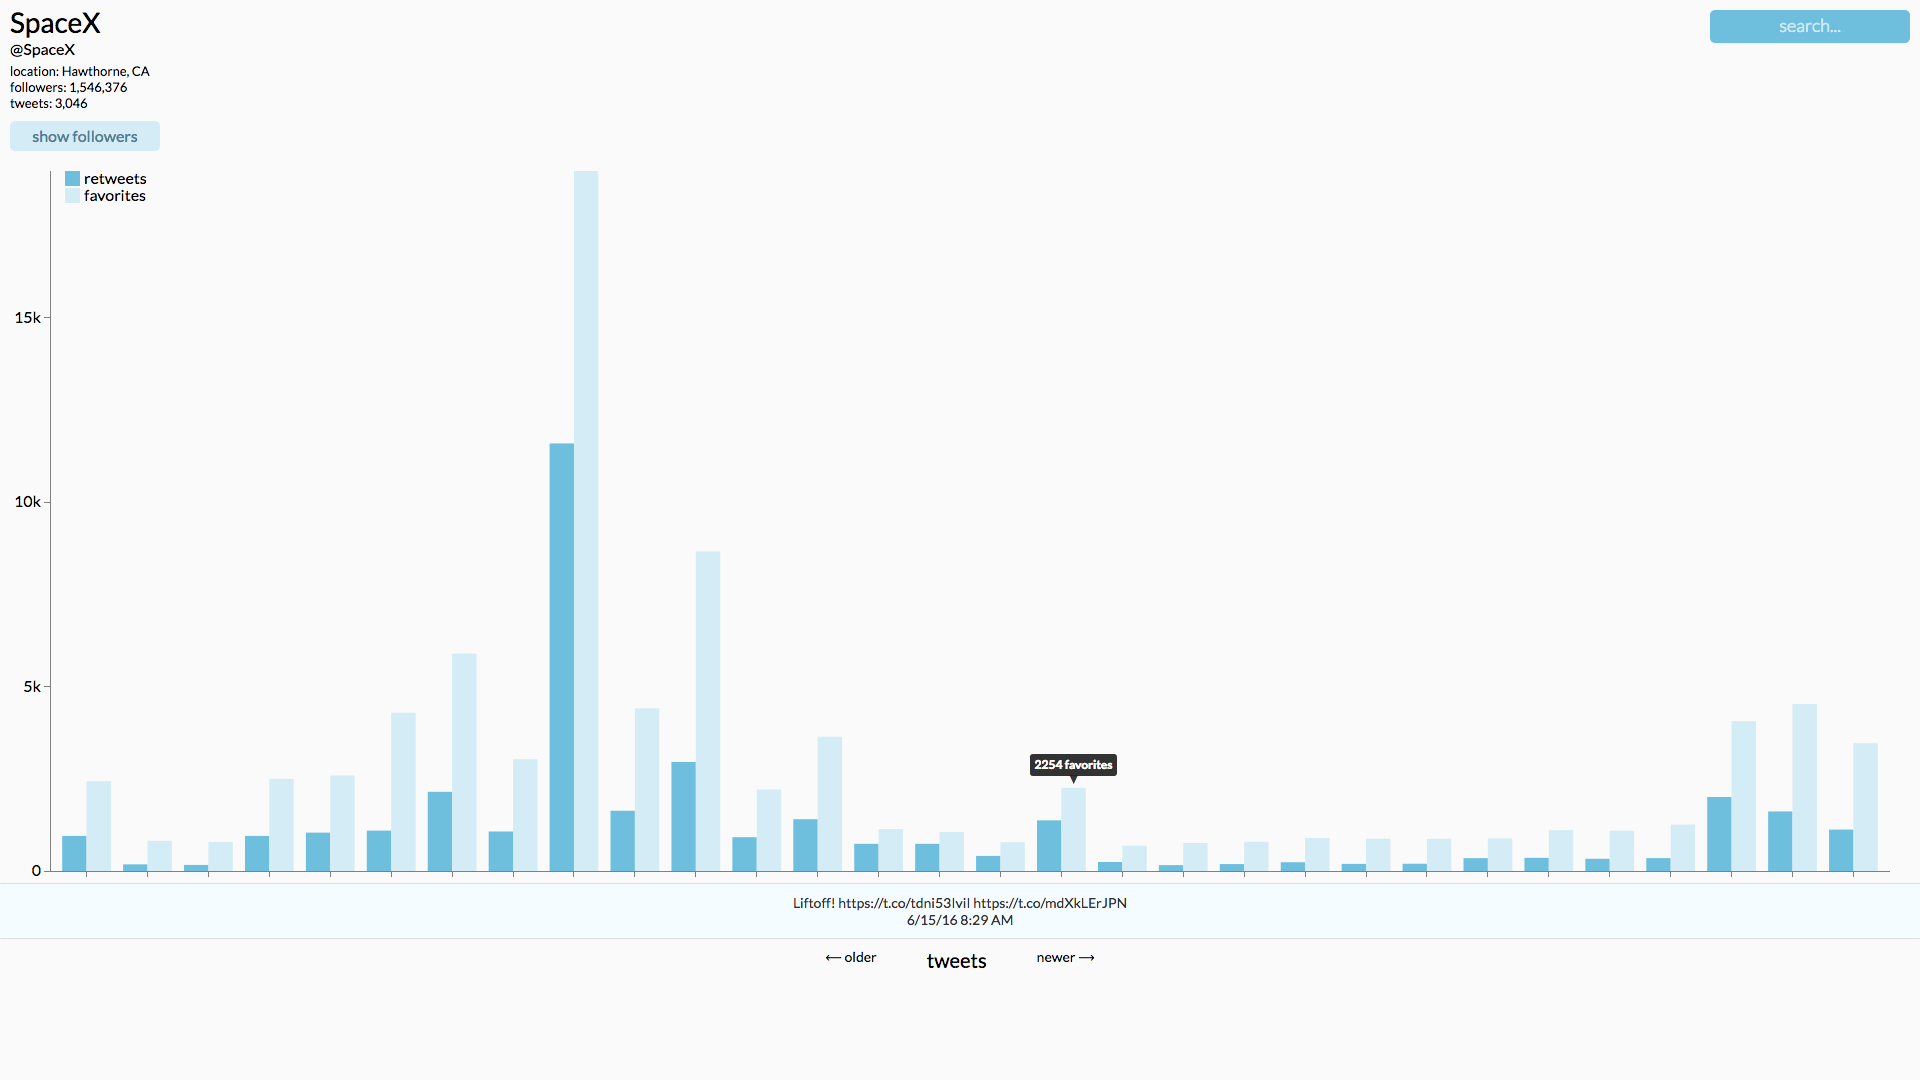 SpaceX
@SpaceX
location: Hawthorne, CA
followers: 1,546,376
tweets: 3,046
show followers
search...
retweets
favorites
15k
10k
5k
0
2254 favorites
Liftoff! https://t.co/tdni53IviI https://t.co/mdXkLErJPN
6/15/16 8:29 AM
⟵ older
tweets
newer ⟶